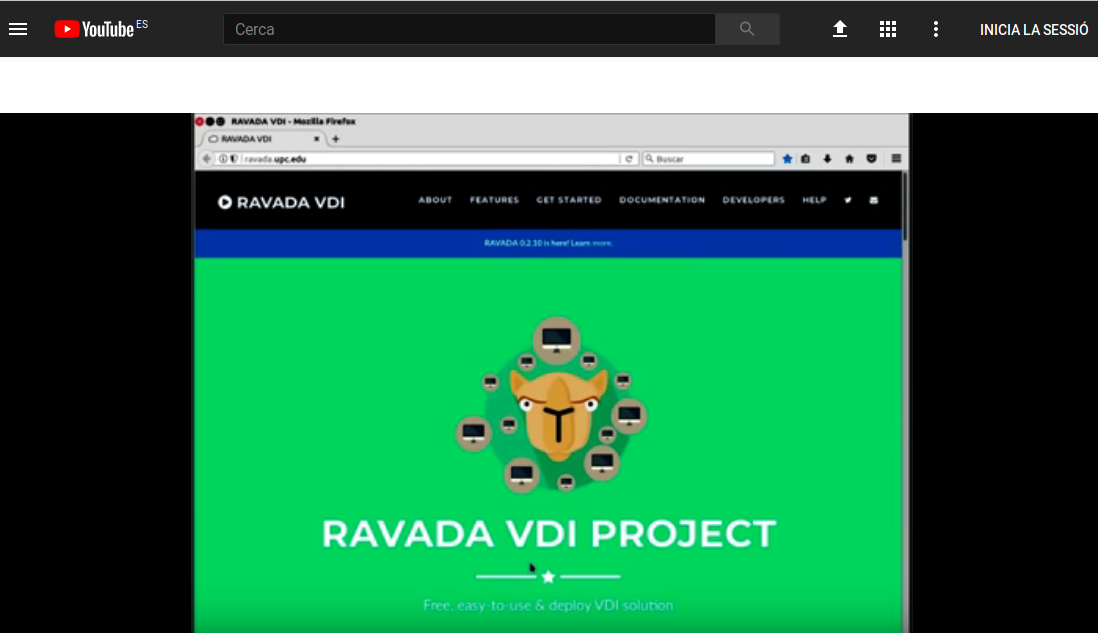 YouTube ES
Cerca
INICIA LA SESSIÓ
RAVADA VDI - Mozilla Firefox
RAVADA VDI
ravada.upc.edu
Buscar
RAVADA VDI
ABOUT FEATURES GET STARTED DOCUMENTATION DEVELOPERS HELP
RAVADA 0.2.10 is here! Learn more.
RAVADA VDI PROJECT
Free, easy-to-use & deploy VDI solution